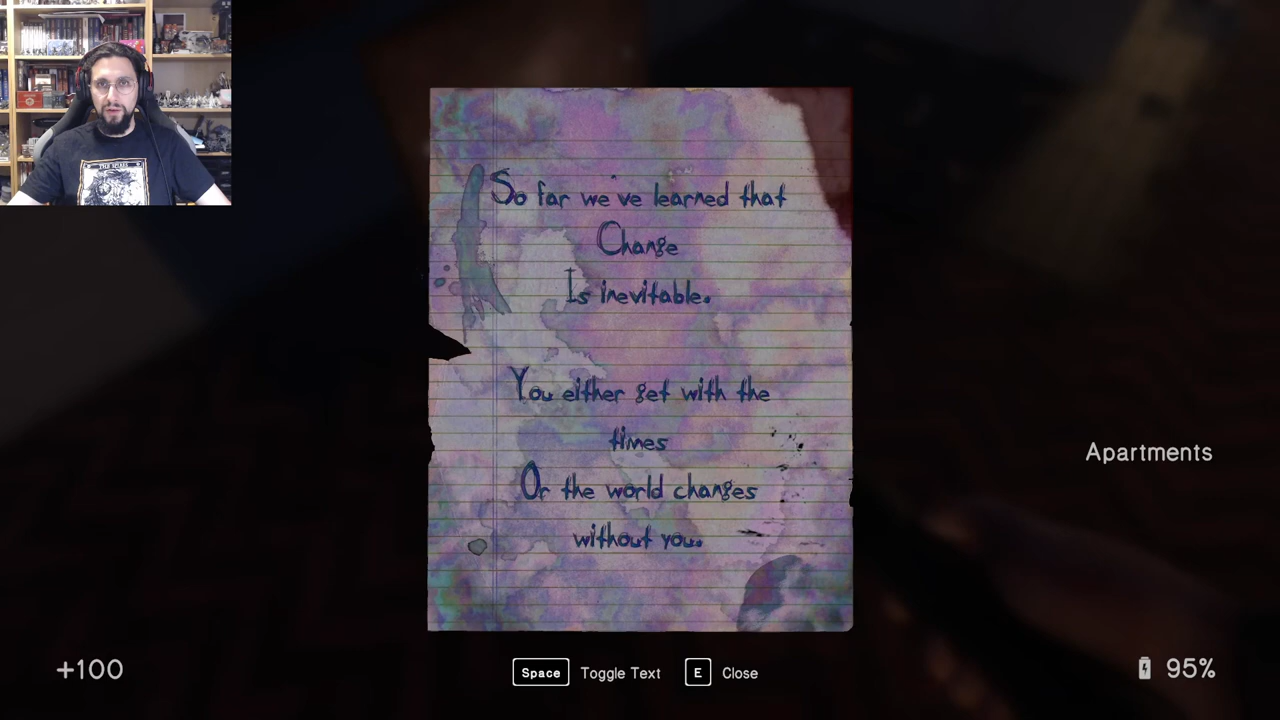 So far we've learned that
Change
Is inevitable.
You either get with the
times
Or the world changes
without you.
Apartments
+100
Space Toggle Text E Close
95%